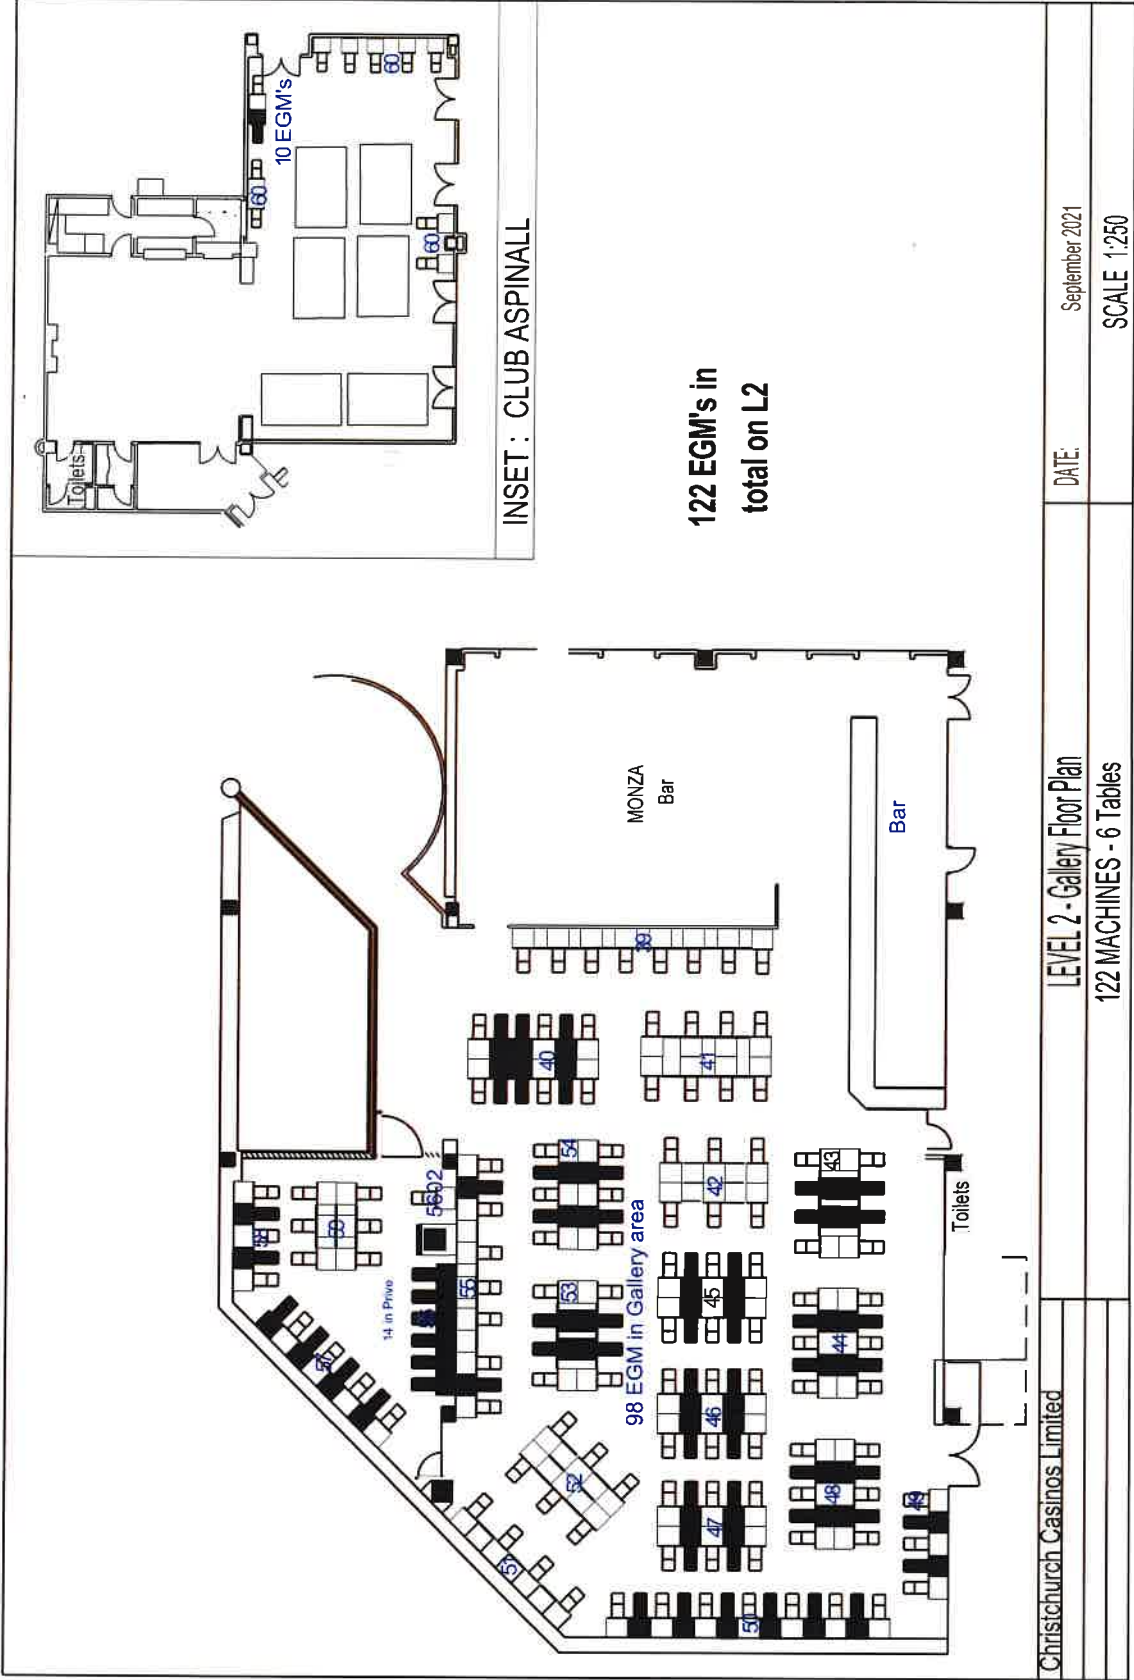 Toilets
60
10 EGM's
60
60
INSET : CLUB ASPINALL
122 EGM's in
total on L2
MONZA
Bar
Bar
39
40
41
42
43
44
45
46
47
48
49
50
51
52
53
54
55
56
5602
57
58
59
14 in Prive
98 EGM in Gallery area
Toilets
Christchurch Casinos Limited
LEVEL 2 - Gallery Floor Plan
122 MACHINES - 6 Tables
DATE:
September 2021
SCALE 1:250